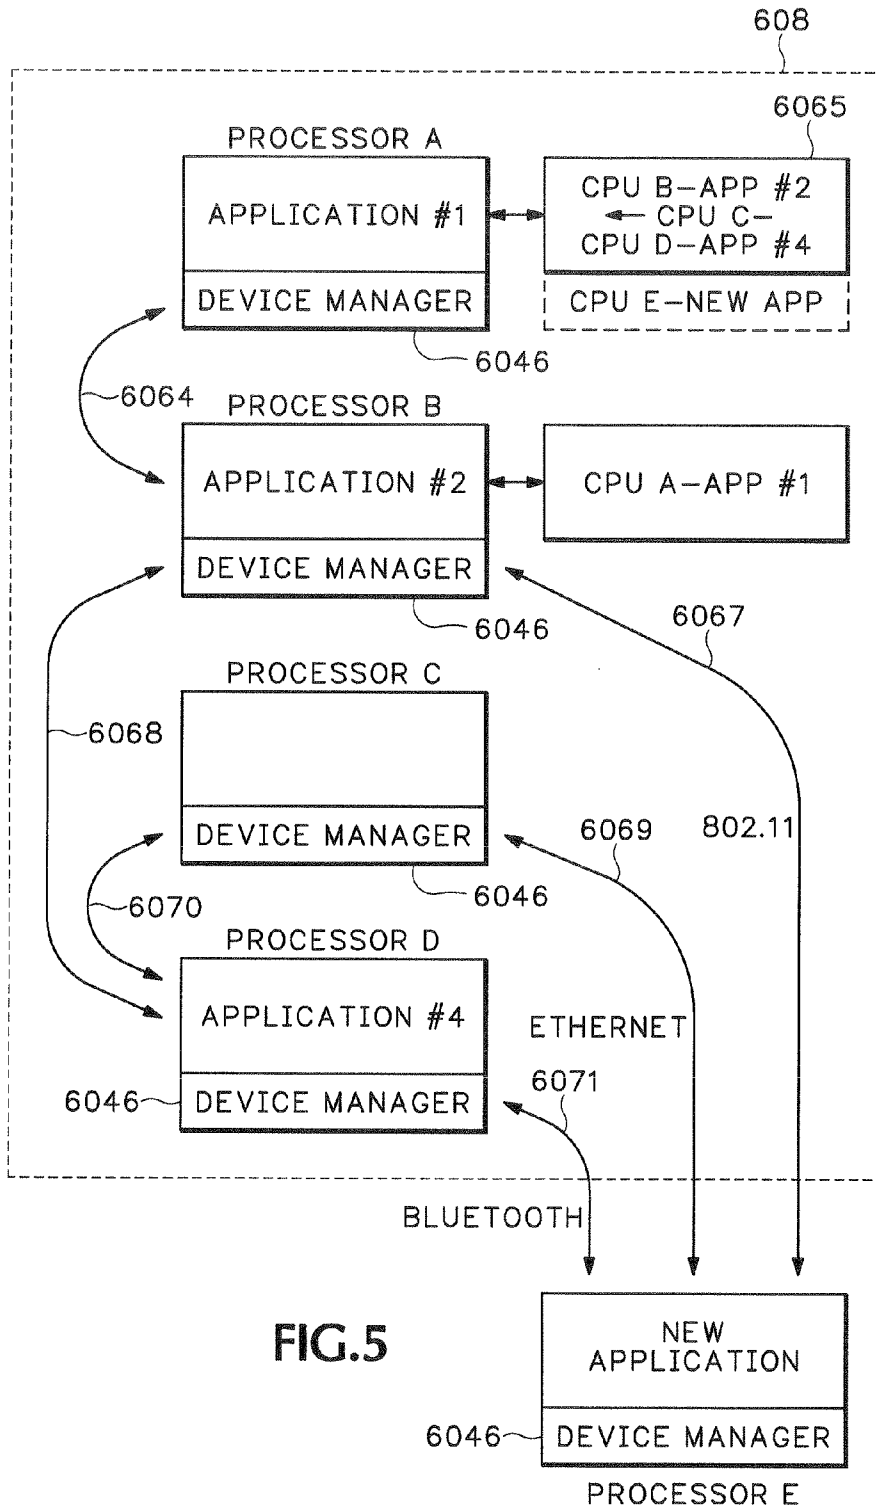 608
6065
PROCESSOR A
APPLICATION #1
CPU B-APP #2
CPU C-
CPU D-APP #4
DEVICE MANAGER
CPU E-NEW APP
6046
6064
PROCESSOR B
APPLICATION #2
CPU A-APP #1
DEVICE MANAGER
6046
6067
PROCESSOR C
6068
DEVICE MANAGER
6069
802.11
6046
6070
PROCESSOR D
APPLICATION #4
ETHERNET
6071
6046
DEVICE MANAGER
BLUETOOTH
FIG.5
NEW
APPLICATION
6046
DEVICE MANAGER
PROCESSOR E